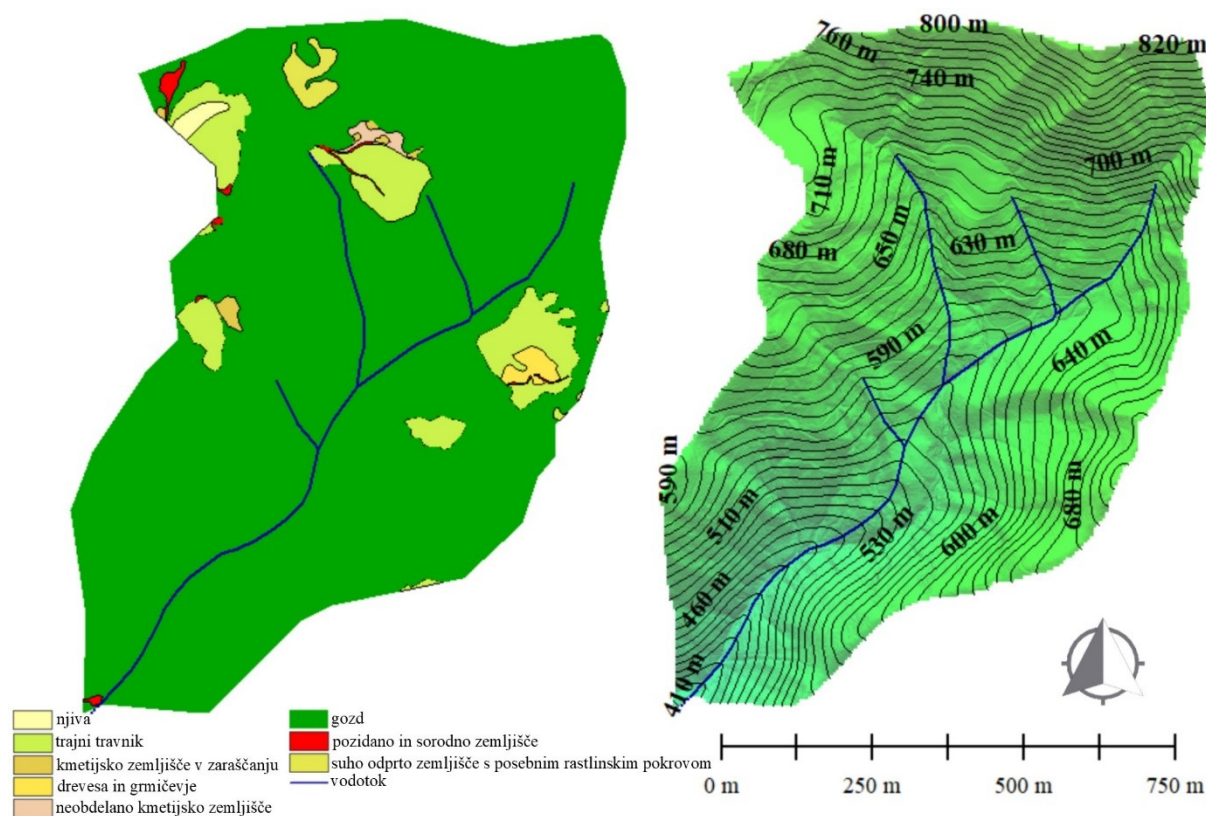 760 m
800 m
820 m
740 m
700 m
710 m
650 m
630 m
680 m
590 m
640 m
590 m
510 m
530 m
600 m
680 m
460 m
410 m
njiva
trajni travnik
kmetijsko zemljišče v zaraščanju
drevesa in grmičevje
neobdelano kmetijsko zemljišče
gozd
pozidano in sorodno zemljišče
suho odprto zemljišče s posebnim rastlinskim pokrovom
vodotok
0 m 250 m 500 m 750 m